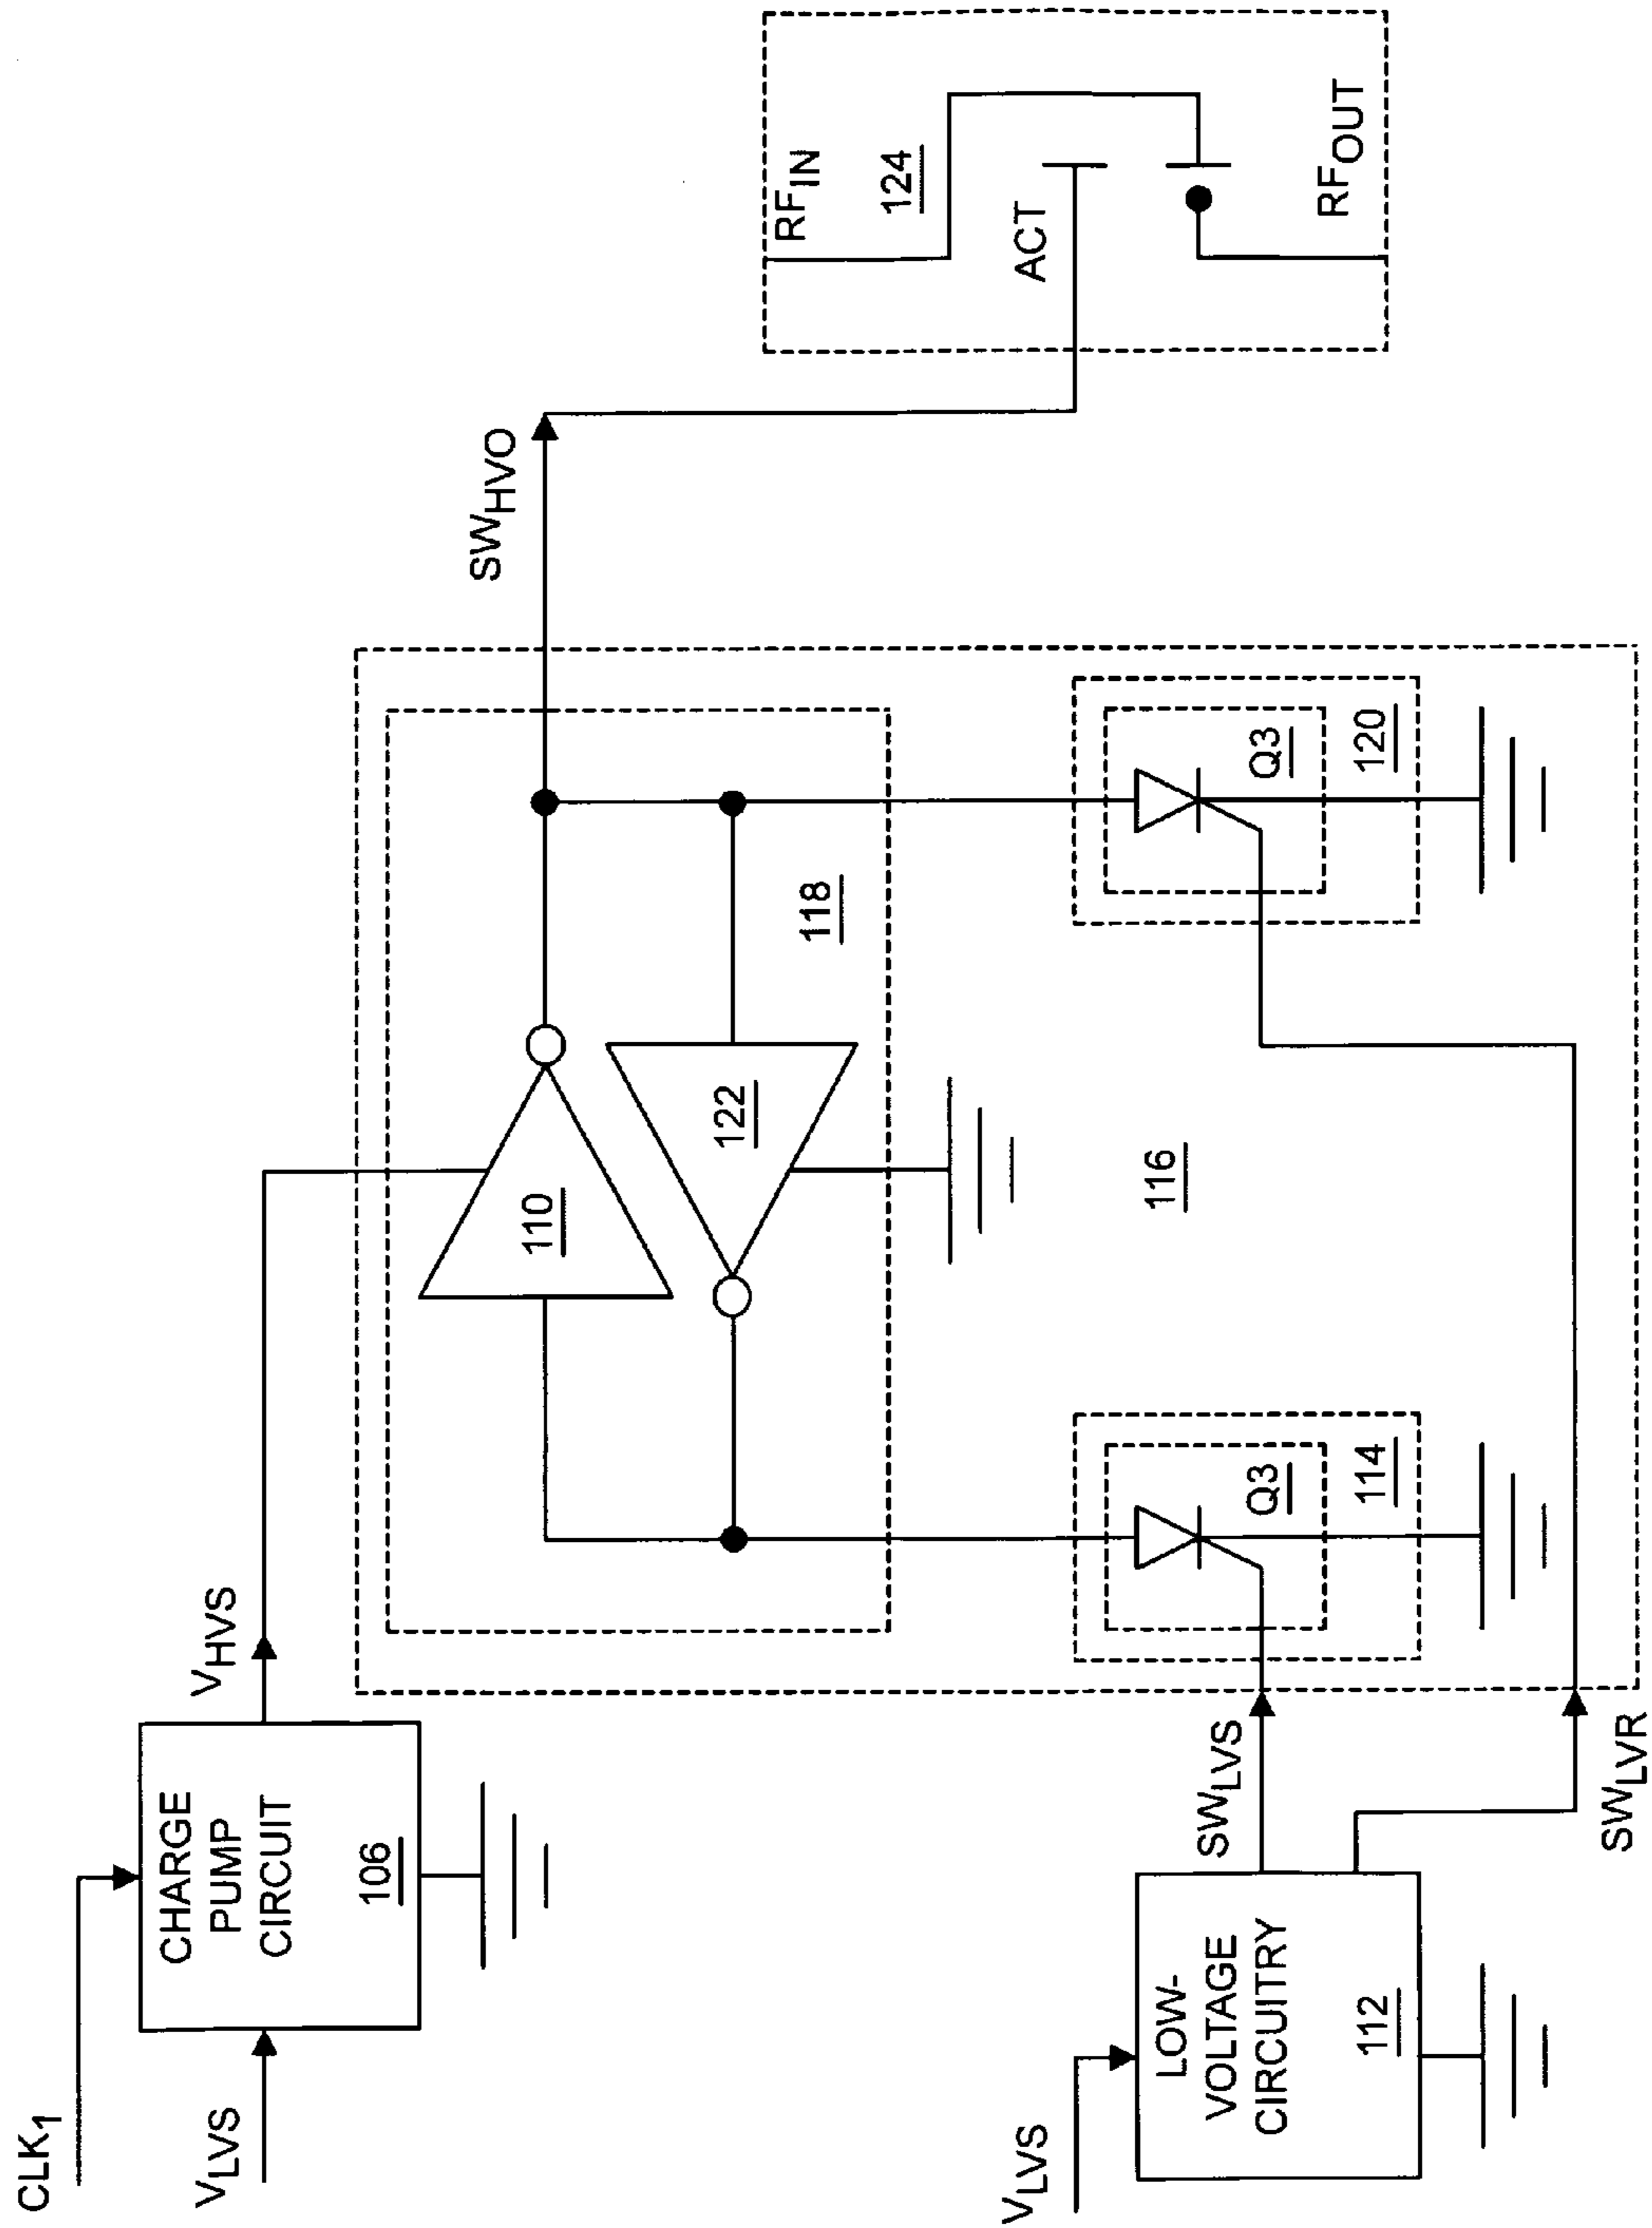 CLK1
VLVS
CHARGE
PUMP
CIRCUIT
106
VHVS
110
122
118
SWHVO
RFIN
124
ACT
RFOUT
VLVS
LOW-
VOLTAGE
CIRCUITRY
112
SWLVS
SWLVR
Q3
114
116
Q3
120